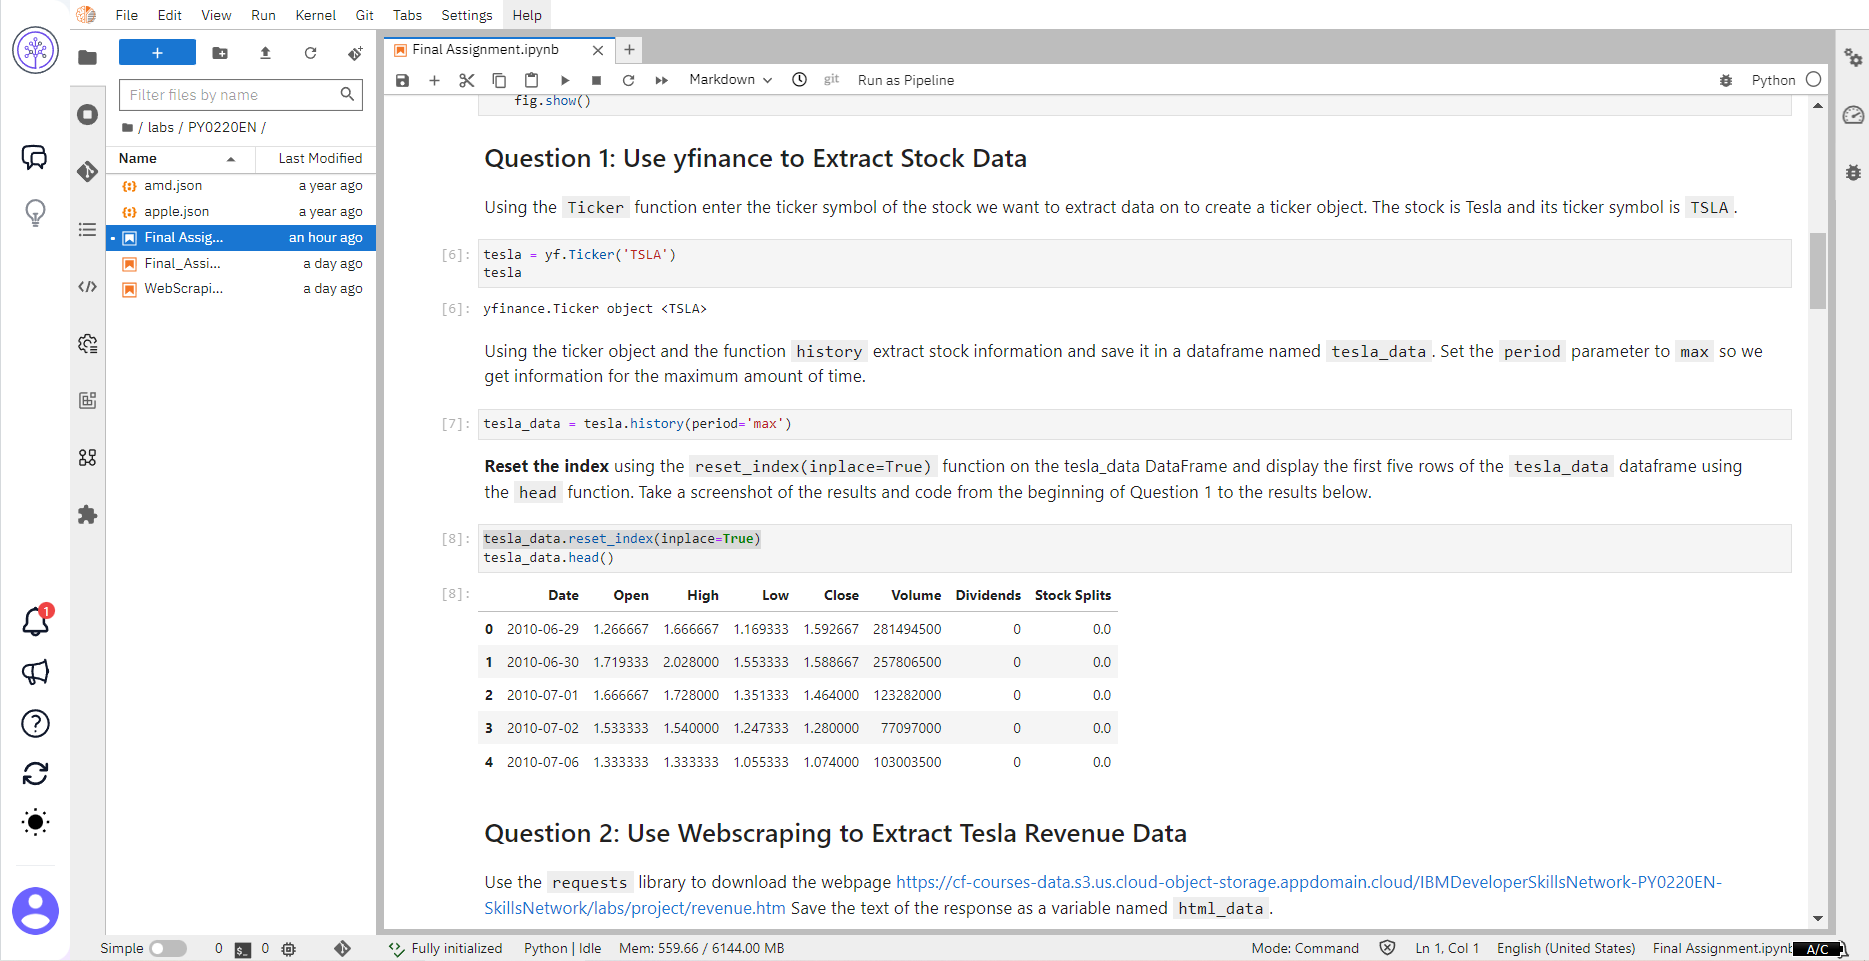 File Edit View Run Kernel Git Tabs Settings Help
+
Filter files by name
/ labs / PY0220EN /
Name Last Modified
amd.json a year ago
apple.json a year ago
Final Assig... an hour ago
Final_Assi... a day ago
WebScrapi... a day ago
Final Assignment.ipynb
Markdown git Run as Pipeline Python
fig.show()
Question 1: Use yfinance to Extract Stock Data
Using the Ticker function enter the ticker symbol of the stock we want to extract data on to create a ticker object. The stock is Tesla and its ticker symbol is TSLA .
[6]: tesla = yf.Ticker('TSLA')
tesla
[6]: yfinance.Ticker object <TSLA>
Using the ticker object and the function history extract stock information and save it in a dataframe named tesla_data . Set the period parameter to max so we
get information for the maximum amount of time.
[7]: tesla_data = tesla.history(period='max')
Reset the index using the reset_index(inplace=True) function on the tesla_data DataFrame and display the first five rows of the tesla_data dataframe using
the head function. Take a screenshot of the results and code from the beginning of Question 1 to the results below.
[8]: tesla_data.reset_index(inplace=True)
tesla_data.head()
[8]: Date Open High Low Close Volume Dividends Stock Splits
0 2010-06-29 1.266667 1.666667 1.169333 1.592667 281494500 0 0.0
1 2010-06-30 1.719333 2.028000 1.553333 1.588667 257806500 0 0.0
2 2010-07-01 1.666667 1.728000 1.351333 1.464000 123282000 0 0.0
3 2010-07-02 1.533333 1.540000 1.247333 1.280000 77097000 0 0.0
4 2010-07-06 1.333333 1.333333 1.055333 1.074000 103003500 0 0.0
Question 2: Use Webscraping to Extract Tesla Revenue Data
Use the requests library to download the webpage https://cf-courses-data.s3.us.cloud-object-storage.appdomain.cloud/IBMDeveloperSkillsNetwork-PY0220EN-
SkillsNetwork/labs/project/revenue.htm Save the text of the response as a variable named html_data .
1
Simple 0 $_ 0 Fully initialized Python | Idle Mem: 559.66 / 6144.00 MB Mode: Command Ln 1, Col 1 English (United States) Final Assignment.ipynb A/C